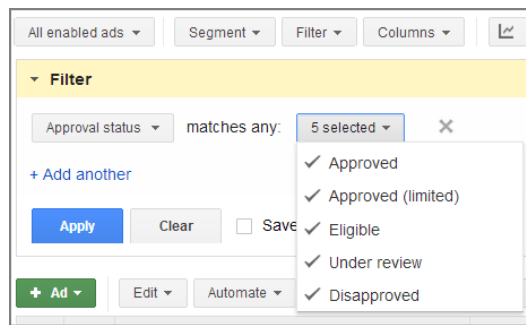 All enabled ads Segment Filter Columns
Filter
Approval status matches any: 5 selected
Approved
+ Add another
Approved (limited)
Eligible
Apply Clear Save
Under review
+ Ad Edit Automate
Disapproved